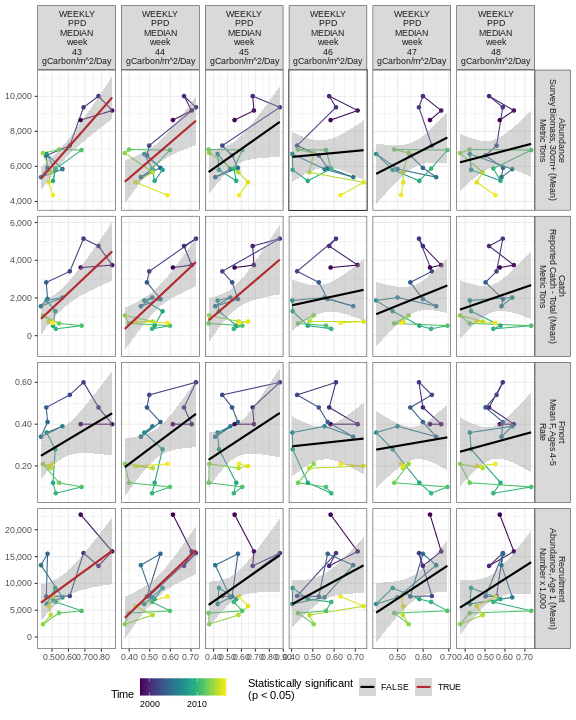 WEEKLY
PPD
MEDIAN
week
43
gCarbon/m^2/Day
WEEKLY
PPD
MEDIAN
week
44
gCarbon/m^2/Day
WEEKLY
PPD
MEDIAN
week
45
gCarbon/m^2/Day
WEEKLY
PPD
MEDIAN
week
46
gCarbon/m^2/Day
WEEKLY
PPD
MEDIAN
week
47
gCarbon/m^2/Day
WEEKLY
PPD
MEDIAN
week
48
gCarbon/m^2/Day
10,000
8,000
6,000
4,000
Abundance
Survey Biomass, 30cm+ (Mean)
Metric Tons
6,000
4,000
2,000
0
Catch
Reported Catch - Total (Mean)
Metric Tons
0.60
0.40
0.20
Fmort
Mean F, Ages 4-5
Rate
20,000
15,000
10,000
5,000
0
Recruitment
Abundance, Age 1 (Mean)
Number x 1,000
0.50 0.60 0.70 0.80
0.40 0.50 0.60 0.70
0.40 0.50 0.60 0.70 0.80 0.90
0.40 0.50 0.60 0.70
0.50 0.60 0.70
0.40 0.50 0.60 0.70
Time
2000 2010
Statistically significant
(p < 0.05)
FALSE TRUE